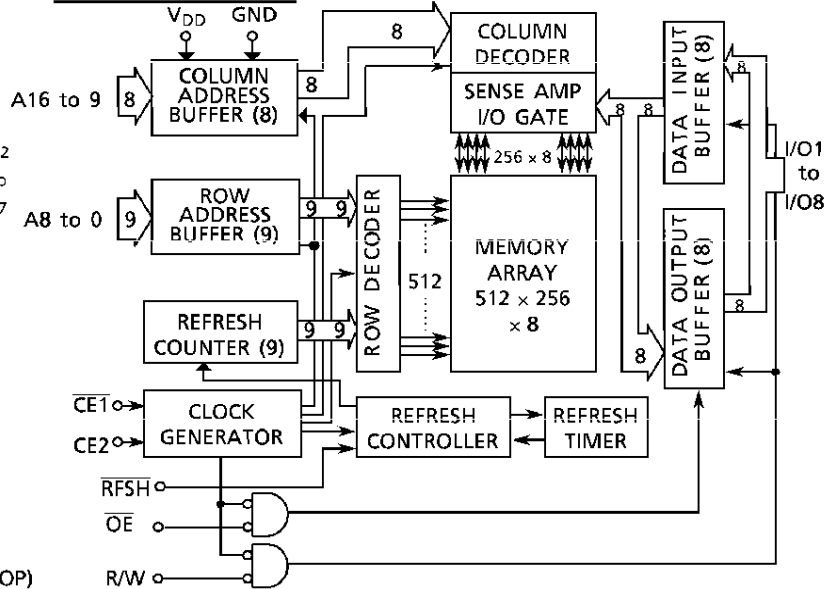 VDD GND
COLUMN
ADDRESS
BUFFER (8)
A16 to 9
8
8
8
COLUMN
DECODER
SENSE AMP
I/O GATE
256 × 8
8
8
DATA INPUT
BUFFER (8)
8
I/O1
to
I/O8
2
7
A8 to 0
9
ROW
ADDRESS
BUFFER (9)
9
9
ROW DECODER
512
MEMORY
ARRAY
512 × 256
× 8
DATA OUTPUT
BUFFER (8)
8
8
REFRESH
COUNTER (9)
9
9
CE1
CE2
CLOCK
GENERATOR
REFRESH
CONTROLLER
REFRESH
TIMER
RFSH
OE
R/W
OP)